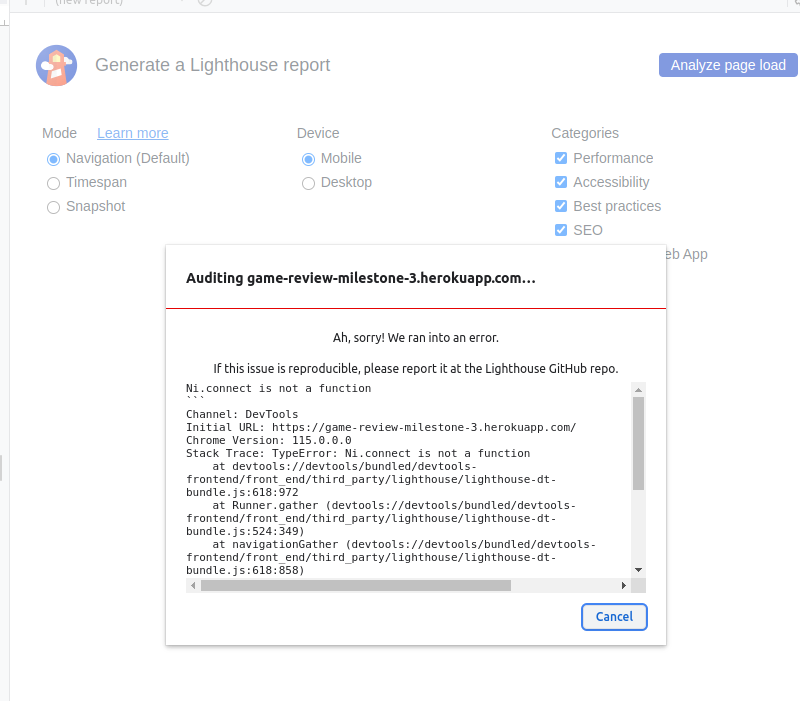 (new report)
Generate a Lighthouse report
Analyze page load
Mode Learn more
Device
Categories
Navigation (Default)
Mobile
Performance
Timespan
Desktop
Accessibility
Snapshot
Best practices
SEO
eb App
Auditing game-review-milestone-3.herokuapp.com…
Ah, sorry! We ran into an error.
If this issue is reproducible, please report it at the Lighthouse GitHub repo.
Ni.connect is not a function
```
Channel: DevTools
Initial URL: https://game-review-milestone-3.herokuapp.com/
Chrome Version: 115.0.0.0
Stack Trace: TypeError: Ni.connect is not a function
at devtools://devtools/bundled/devtools-
frontend/front_end/third_party/lighthouse/lighthouse-dt-
bundle.js:618:972
at Runner.gather (devtools://devtools/bundled/devtools-
frontend/front_end/third_party/lighthouse/lighthouse-dt-
bundle.js:524:349)
at navigationGather (devtools://devtools/bundled/devtools-
frontend/front_end/third_party/lighthouse/lighthouse-dt-
bundle.js:618:858)
Cancel